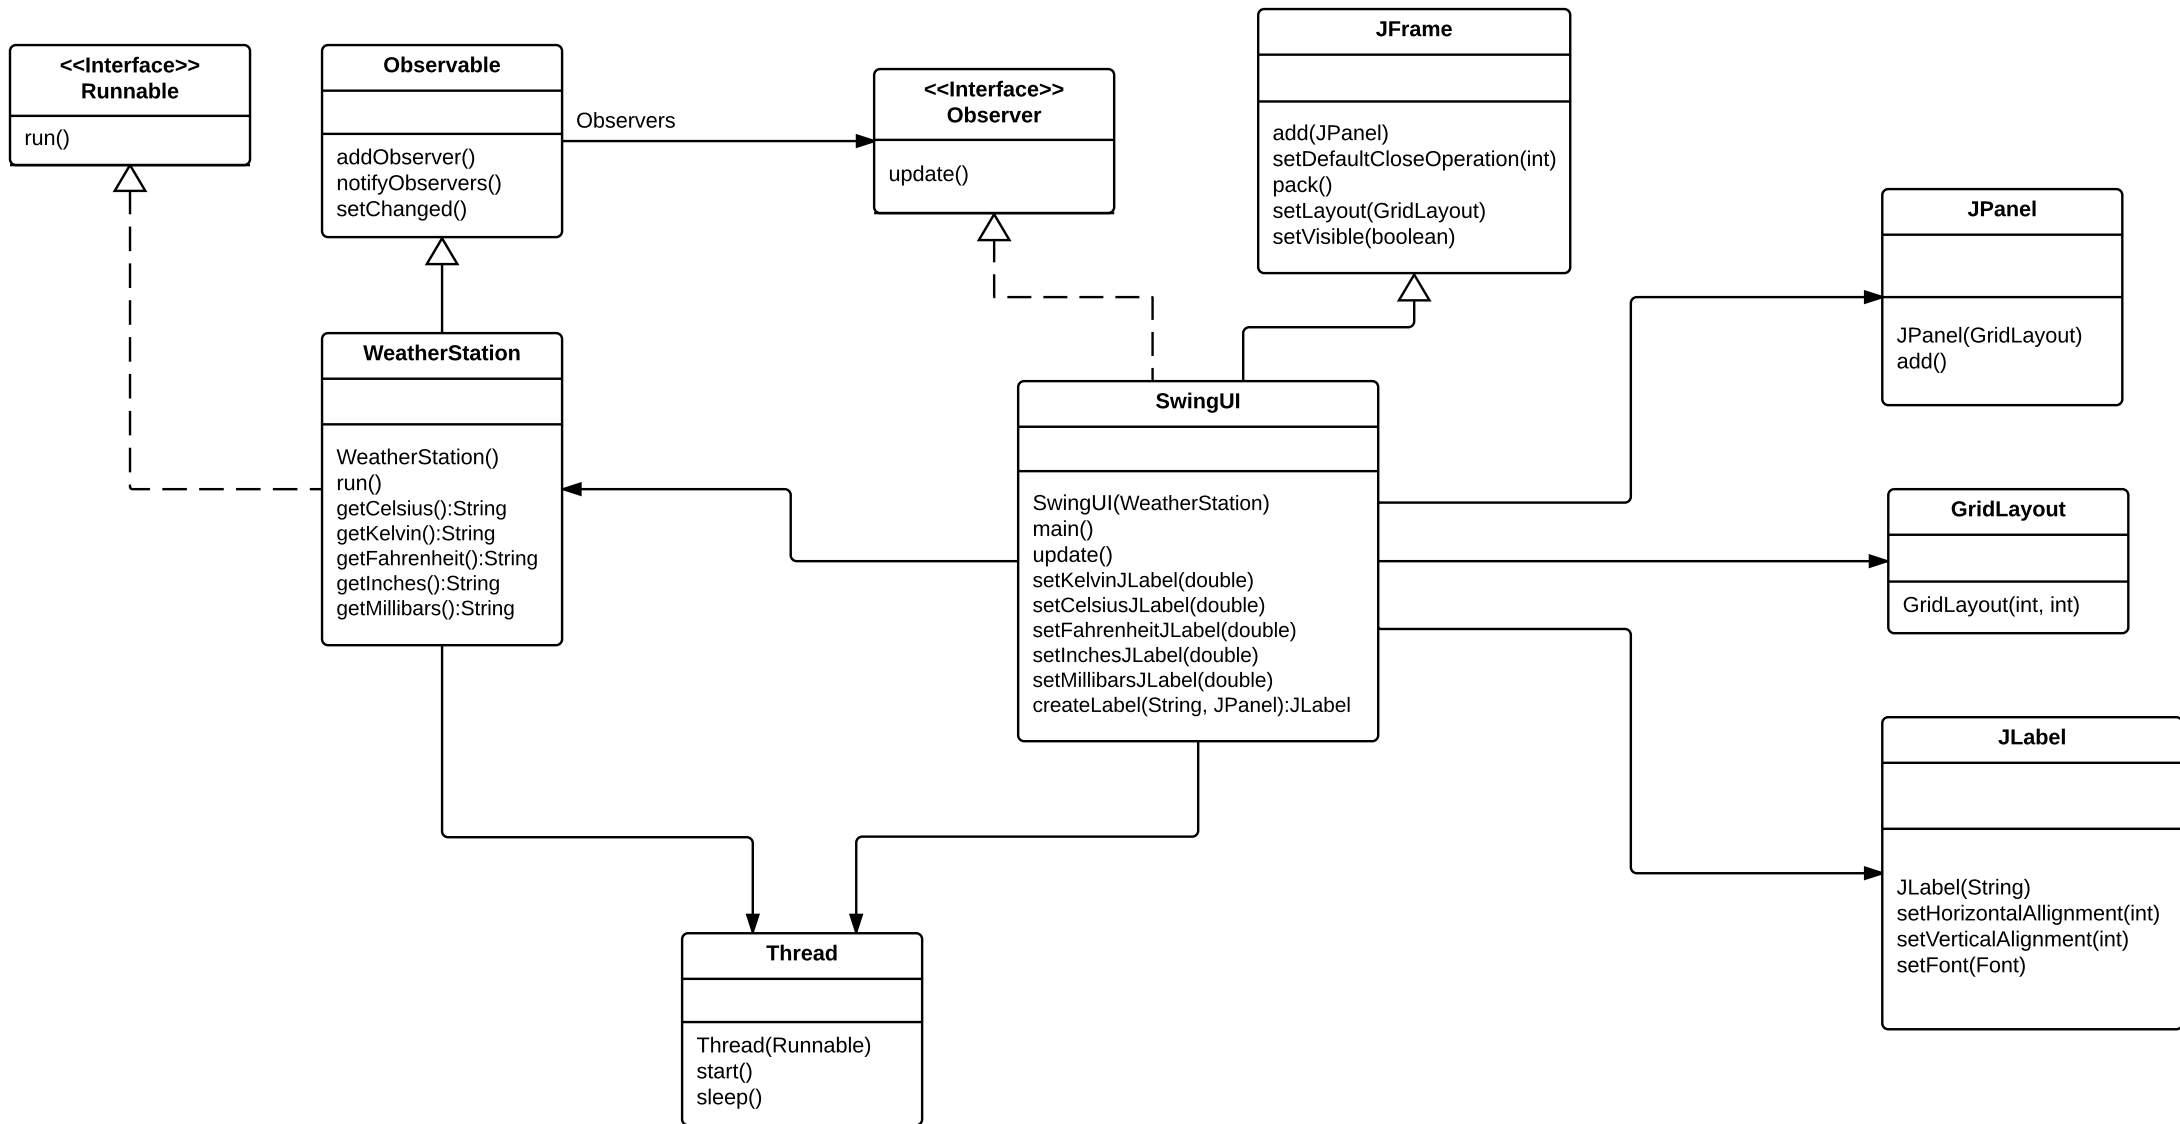 <<Interface>>
Runnable
run()
Observable
addObserver()
notifyObservers()
setChanged()
Observers
<<Interface>>
Observer
update()
JFrame
add(JPanel)
setDefaultCloseOperation(int)
pack()
setLayout(GridLayout)
setVisible(boolean)
JPanel
JPanel(GridLayout)
add()
WeatherStation
WeatherStation()
run()
getCelsius():String
getKelvin():String
getFahrenheit():String
getInches():String
getMillibars():String
SwingUI
SwingUI(WeatherStation)
main()
update()
setKelvinJLabel(double)
setCelsiusJLabel(double)
setFahrenheitJLabel(double)
setInchesJLabel(double)
setMillibarsJLabel(double)
createLabel(String, JPanel):JLabel
GridLayout
GridLayout(int, int)
JLabel
JLabel(String)
setHorizontalAllignment(int)
setVerticalAlignment(int)
setFont(Font)
Thread
Thread(Runnable)
start()
sleep()